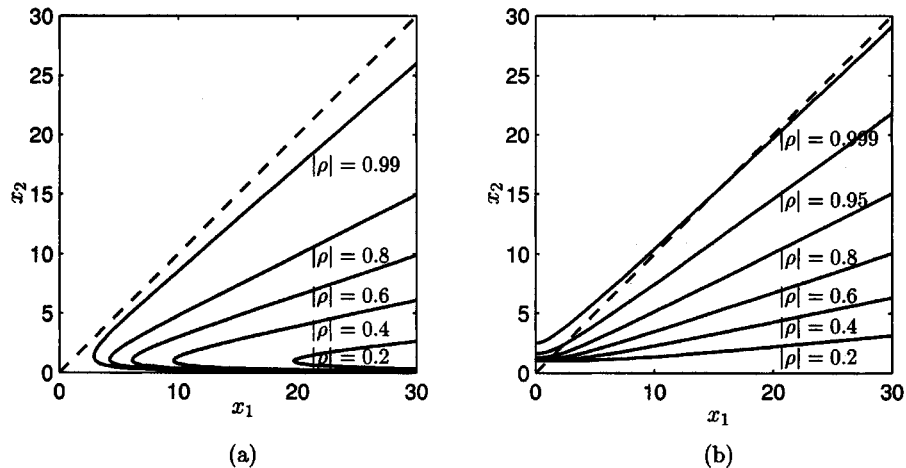 30
25
20
15
10
5
0
x₂
|ρ| = 0.99
|ρ| = 0.8
|ρ| = 0.6
|ρ| = 0.4
|ρ| = 0.2
0
10
20
30
x₁
(a)
30
25
20
15
10
5
0
x₂
|ρ| = 0.999
|ρ| = 0.95
|ρ| = 0.8
|ρ| = 0.6
|ρ| = 0.4
|ρ| = 0.2
0
10
20
30
x₁
(b)